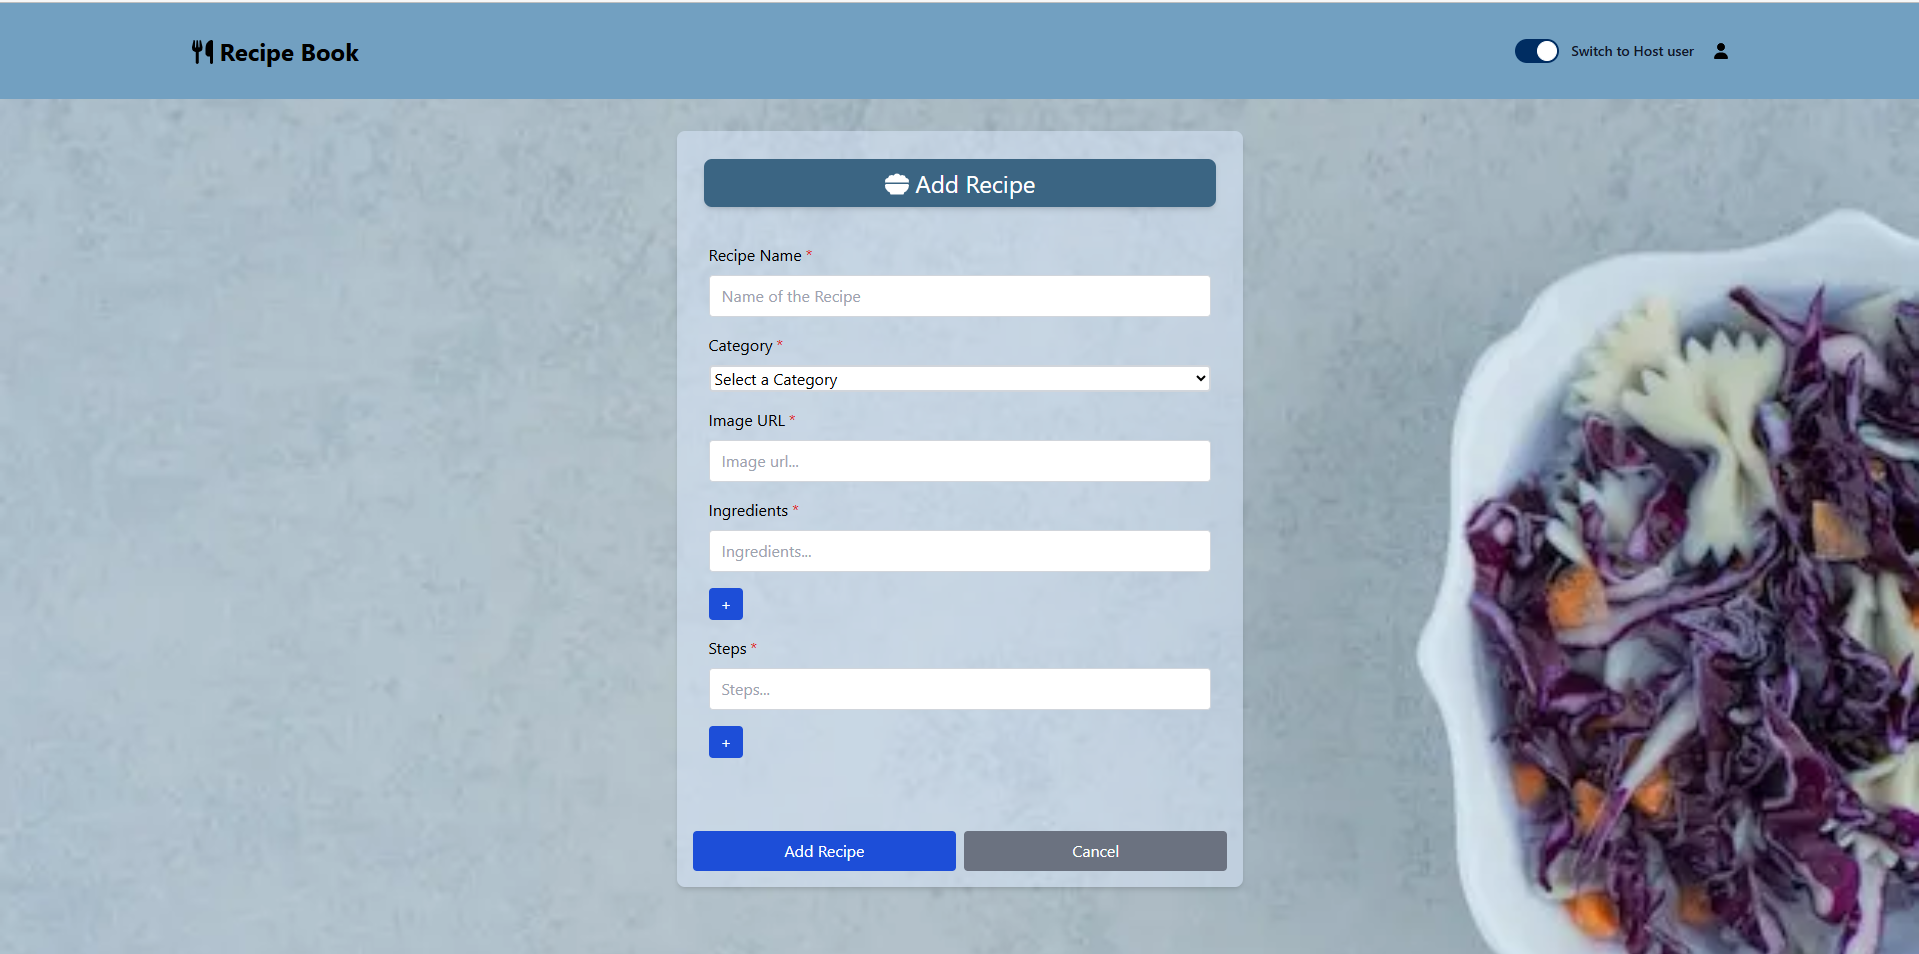 Recipe Book
Switch to Host user
Add Recipe
Recipe Name *
Name of the Recipe
Category *
Select a Category
Image URL *
Image url...
Ingredients *
Ingredients...
+
Steps *
Steps...
+
Add Recipe
Cancel